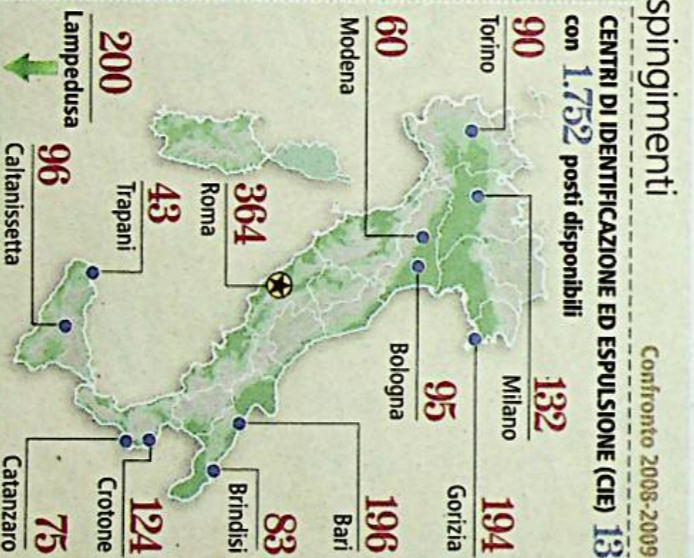 spingimenti
Confronto 2008-2009
CENTRI DI IDENTIFICAZIONE ED ESPULSIONE (CIE) 13
con 1.752 posti disponibili
90
Torino
132
Milano
194
Gorizia
60
Modena
95
Bologna
196
Bari
364
Roma
83
Brindisi
43
Trapani
124
Crotone
200
Lampedusa
96
Caltanissetta
75
Catanzaro